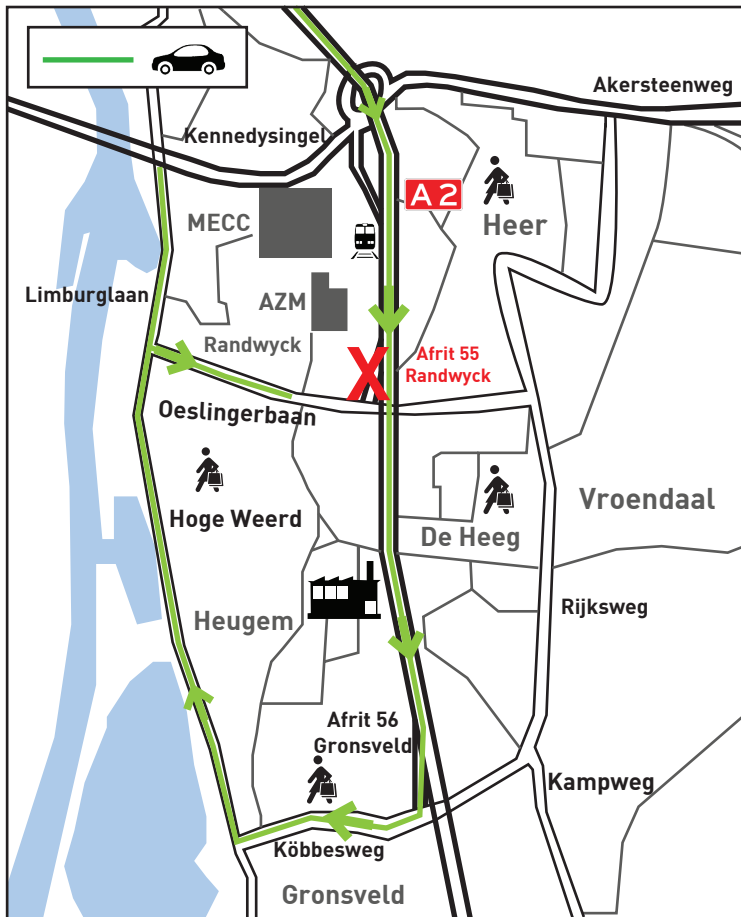 Akersteenweg
Kennedysingel
A2
MECC
Heer
Limburglaan
AZM
Randwyck
Afrit 55
Randwyck
Oeslingerbaan
Vroendaal
Hoge Weerd
De Heeg
Rijksweg
Heugem
Afrit 56
Gronsveld
Kampweg
Köbbesweg
Gronsveld